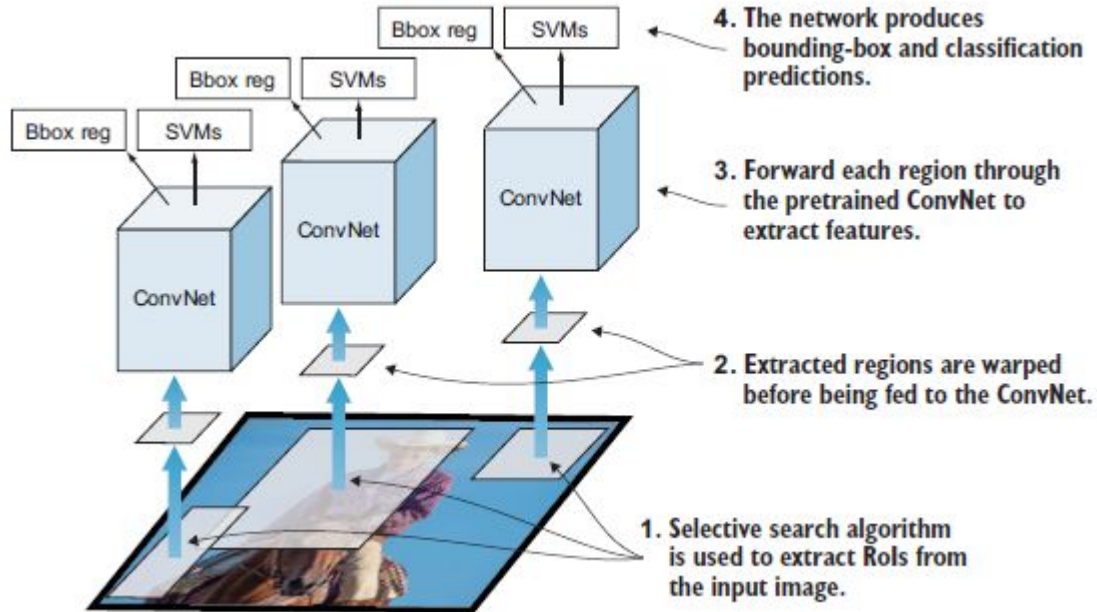 Bbox reg
SVMs
4. The network produces
bounding-box and classification
predictions.
Bbox reg
SVMs
Bbox reg
SVMs
ConvNet
3. Forward each region through
the pretrained ConvNet to
extract features.
ConvNet
ConvNet
2. Extracted regions are warped
before being fed to the ConvNet.
1. Selective search algorithm
is used to extract RoIs from
the input image.